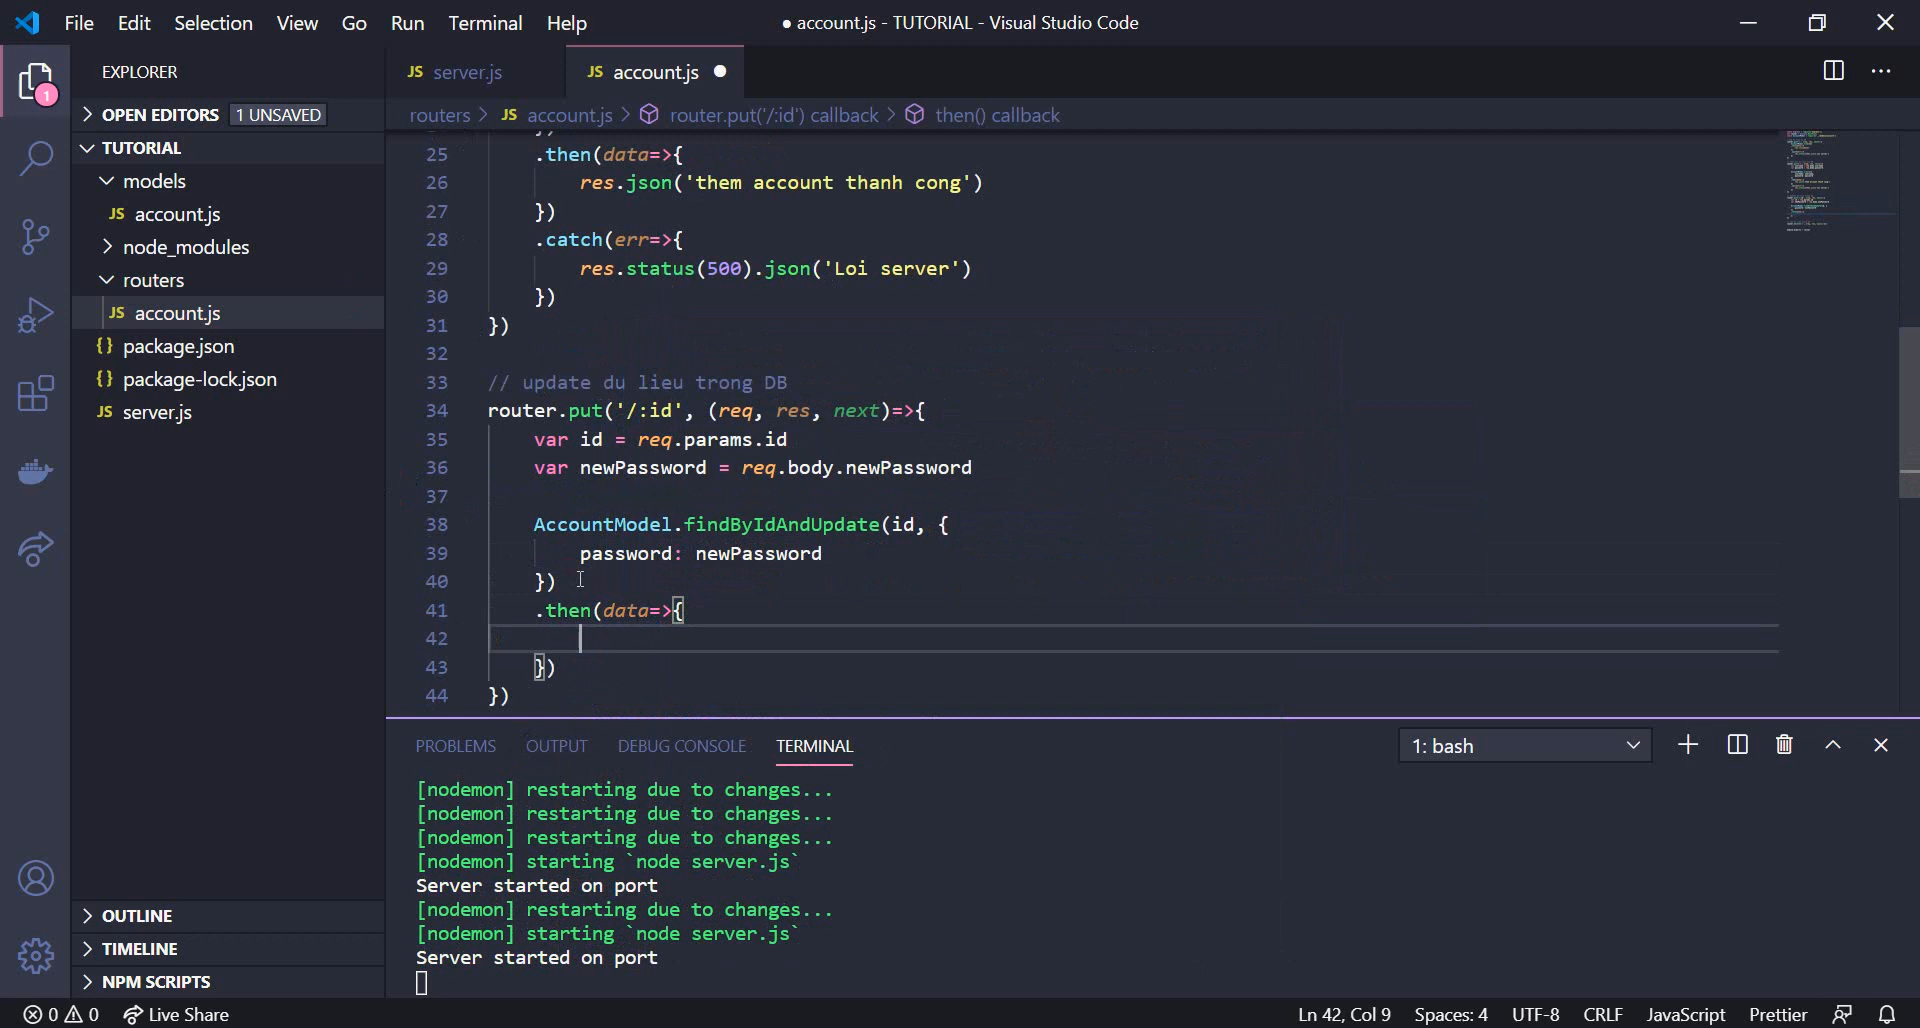 File Edit Selection View Go Run Terminal Help
● account.js - TUTORIAL - Visual Studio Code
EXPLORER
1
OPEN EDITORS 1 UNSAVED
TUTORIAL
models
JS account.js
node_modules
routers
JS account.js
{} package.json
{} package-lock.json
JS server.js
OUTLINE
TIMELINE
NPM SCRIPTS
JS server.js
JS account.js ●
routers > JS account.js > router.put('/:id') callback > then() callback
25 .then(data=>{
26 res.json('them account thanh cong')
27 })
28 .catch(err=>{
29 res.status(500).json('Loi server')
30 })
31 })
32
33 // update du lieu trong DB
34 router.put('/:id', (req, res, next)=>{
35 var id = req.params.id
36 var newPassword = req.body.newPassword
37
38 AccountModel.findByIdAndUpdate(id, {
39 password: newPassword
40 })
41 .then(data=>{
42
43 })
44 })
PROBLEMS OUTPUT DEBUG CONSOLE TERMINAL
1: bash
[nodemon] restarting due to changes...
[nodemon] restarting due to changes...
[nodemon] restarting due to changes...
[nodemon] starting `node server.js`
Server started on port
[nodemon] restarting due to changes...
[nodemon] starting `node server.js`
Server started on port
0 0 Live Share
Ln 42, Col 9 Spaces: 4 UTF-8 CRLF JavaScript Prettier